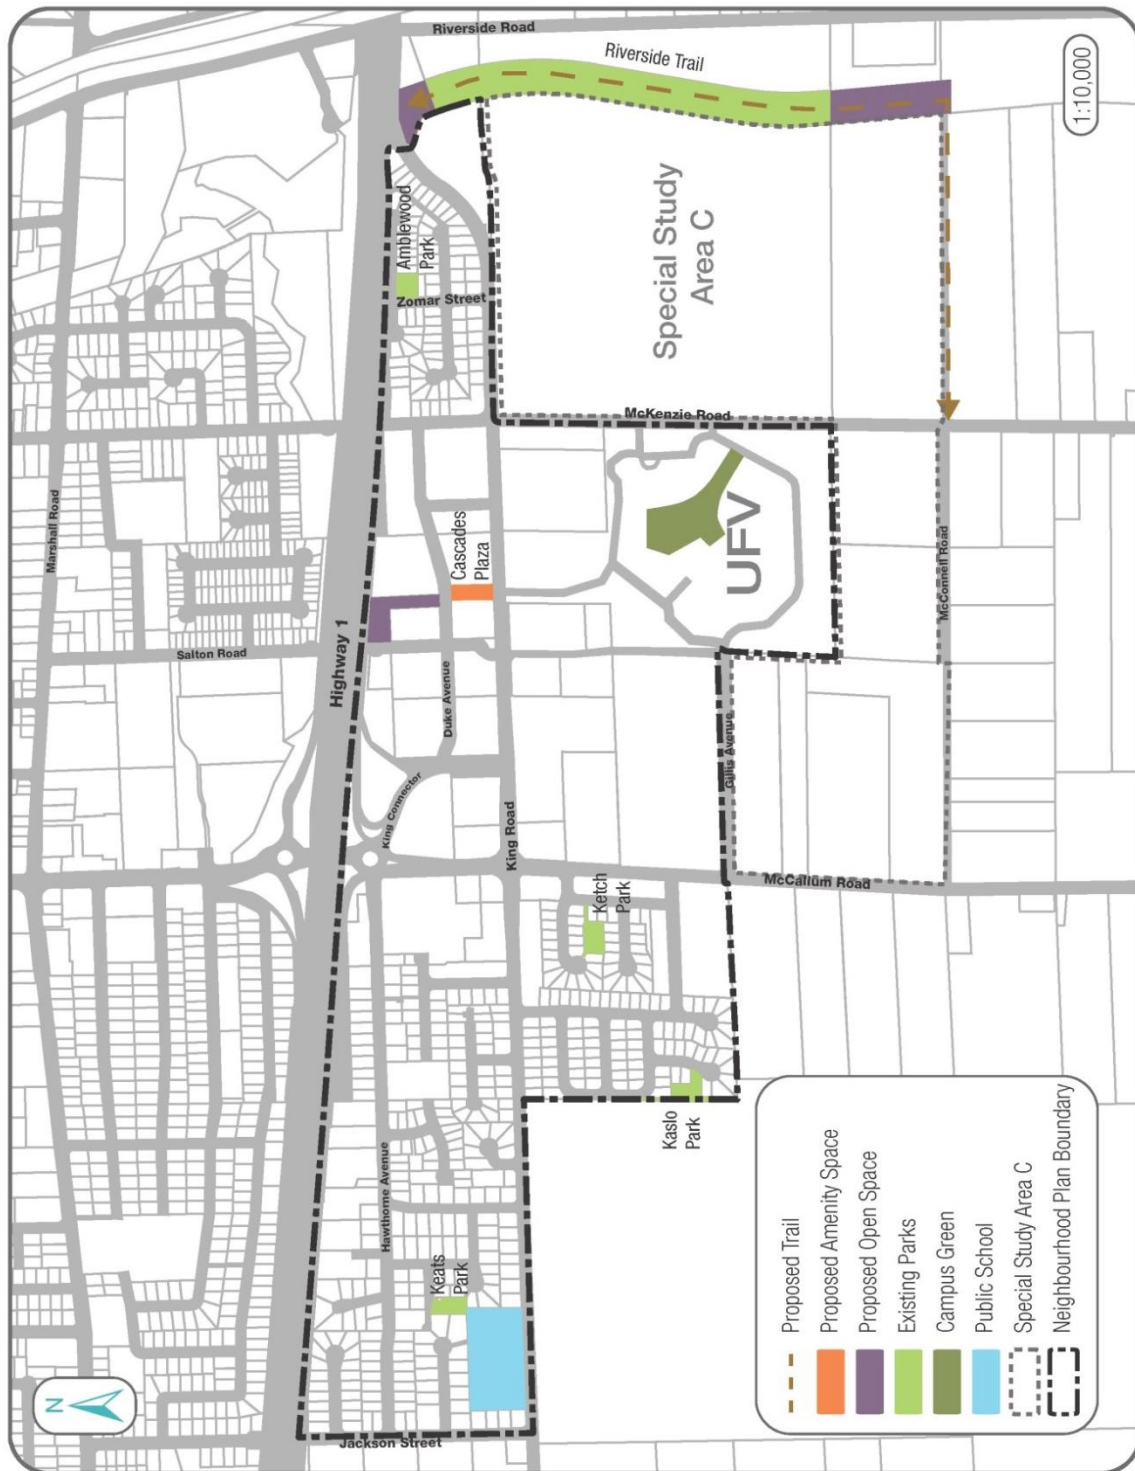 Riverside Road
Riverside Trail
1:10,000
Amblewood
Park
Zomar Street
Special Study
Area C
Marshall Road
McKenzie Road
Cascades
Plaza
UFV
McConnell Road
Salton Road
Highway 1
Duke Avenue
Gillis Avenue
King Connector
King Road
McCallum Road
Ketch
Park
Kaslo
Park
Hawthorne Avenue
Keats
Park
Jackson Street
N
Proposed Trail
Proposed Amenity Space
Proposed Open Space
Existing Parks
Campus Green
Public School
Special Study Area C
Neighbourhood Plan Boundary